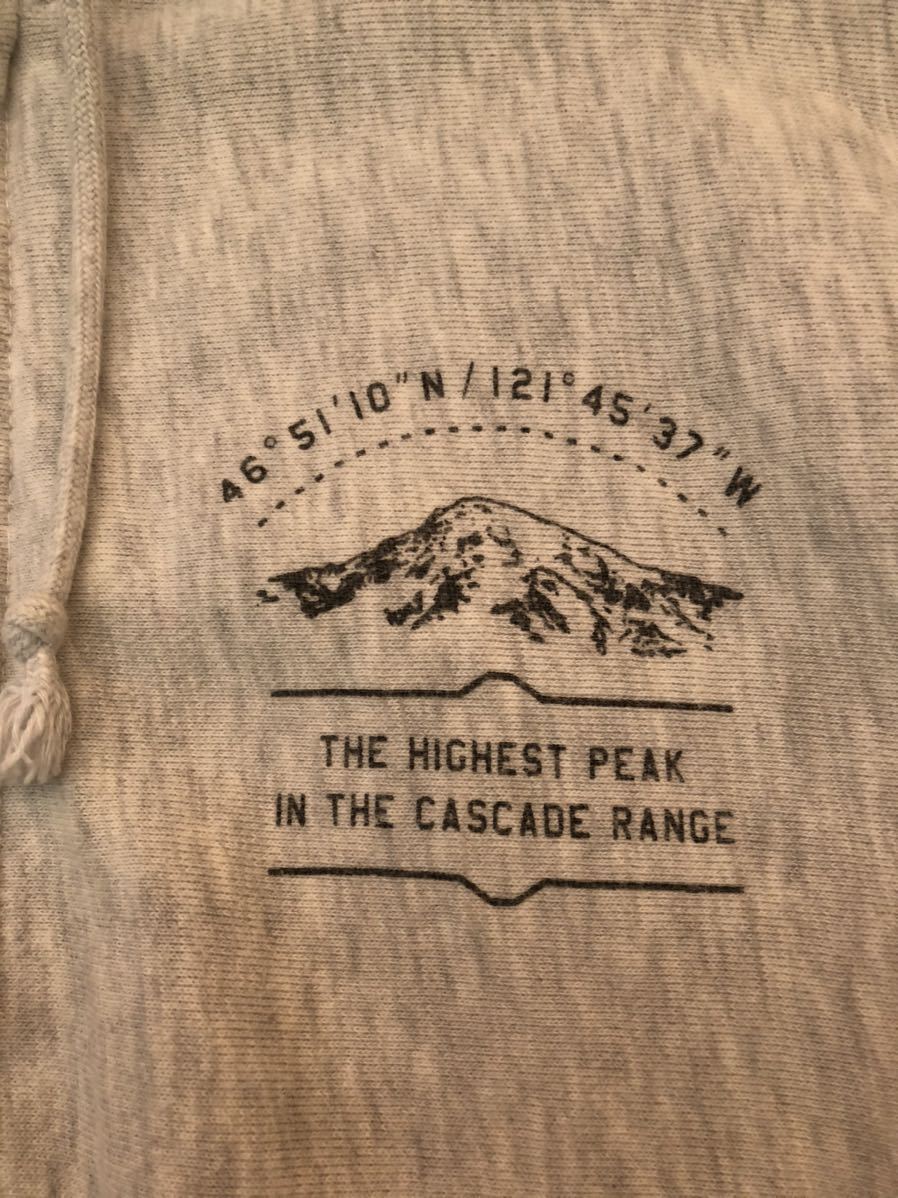 46°51'10"N/121°45'37"W
THE HIGHEST PEAK
IN THE CASCADE RANGE